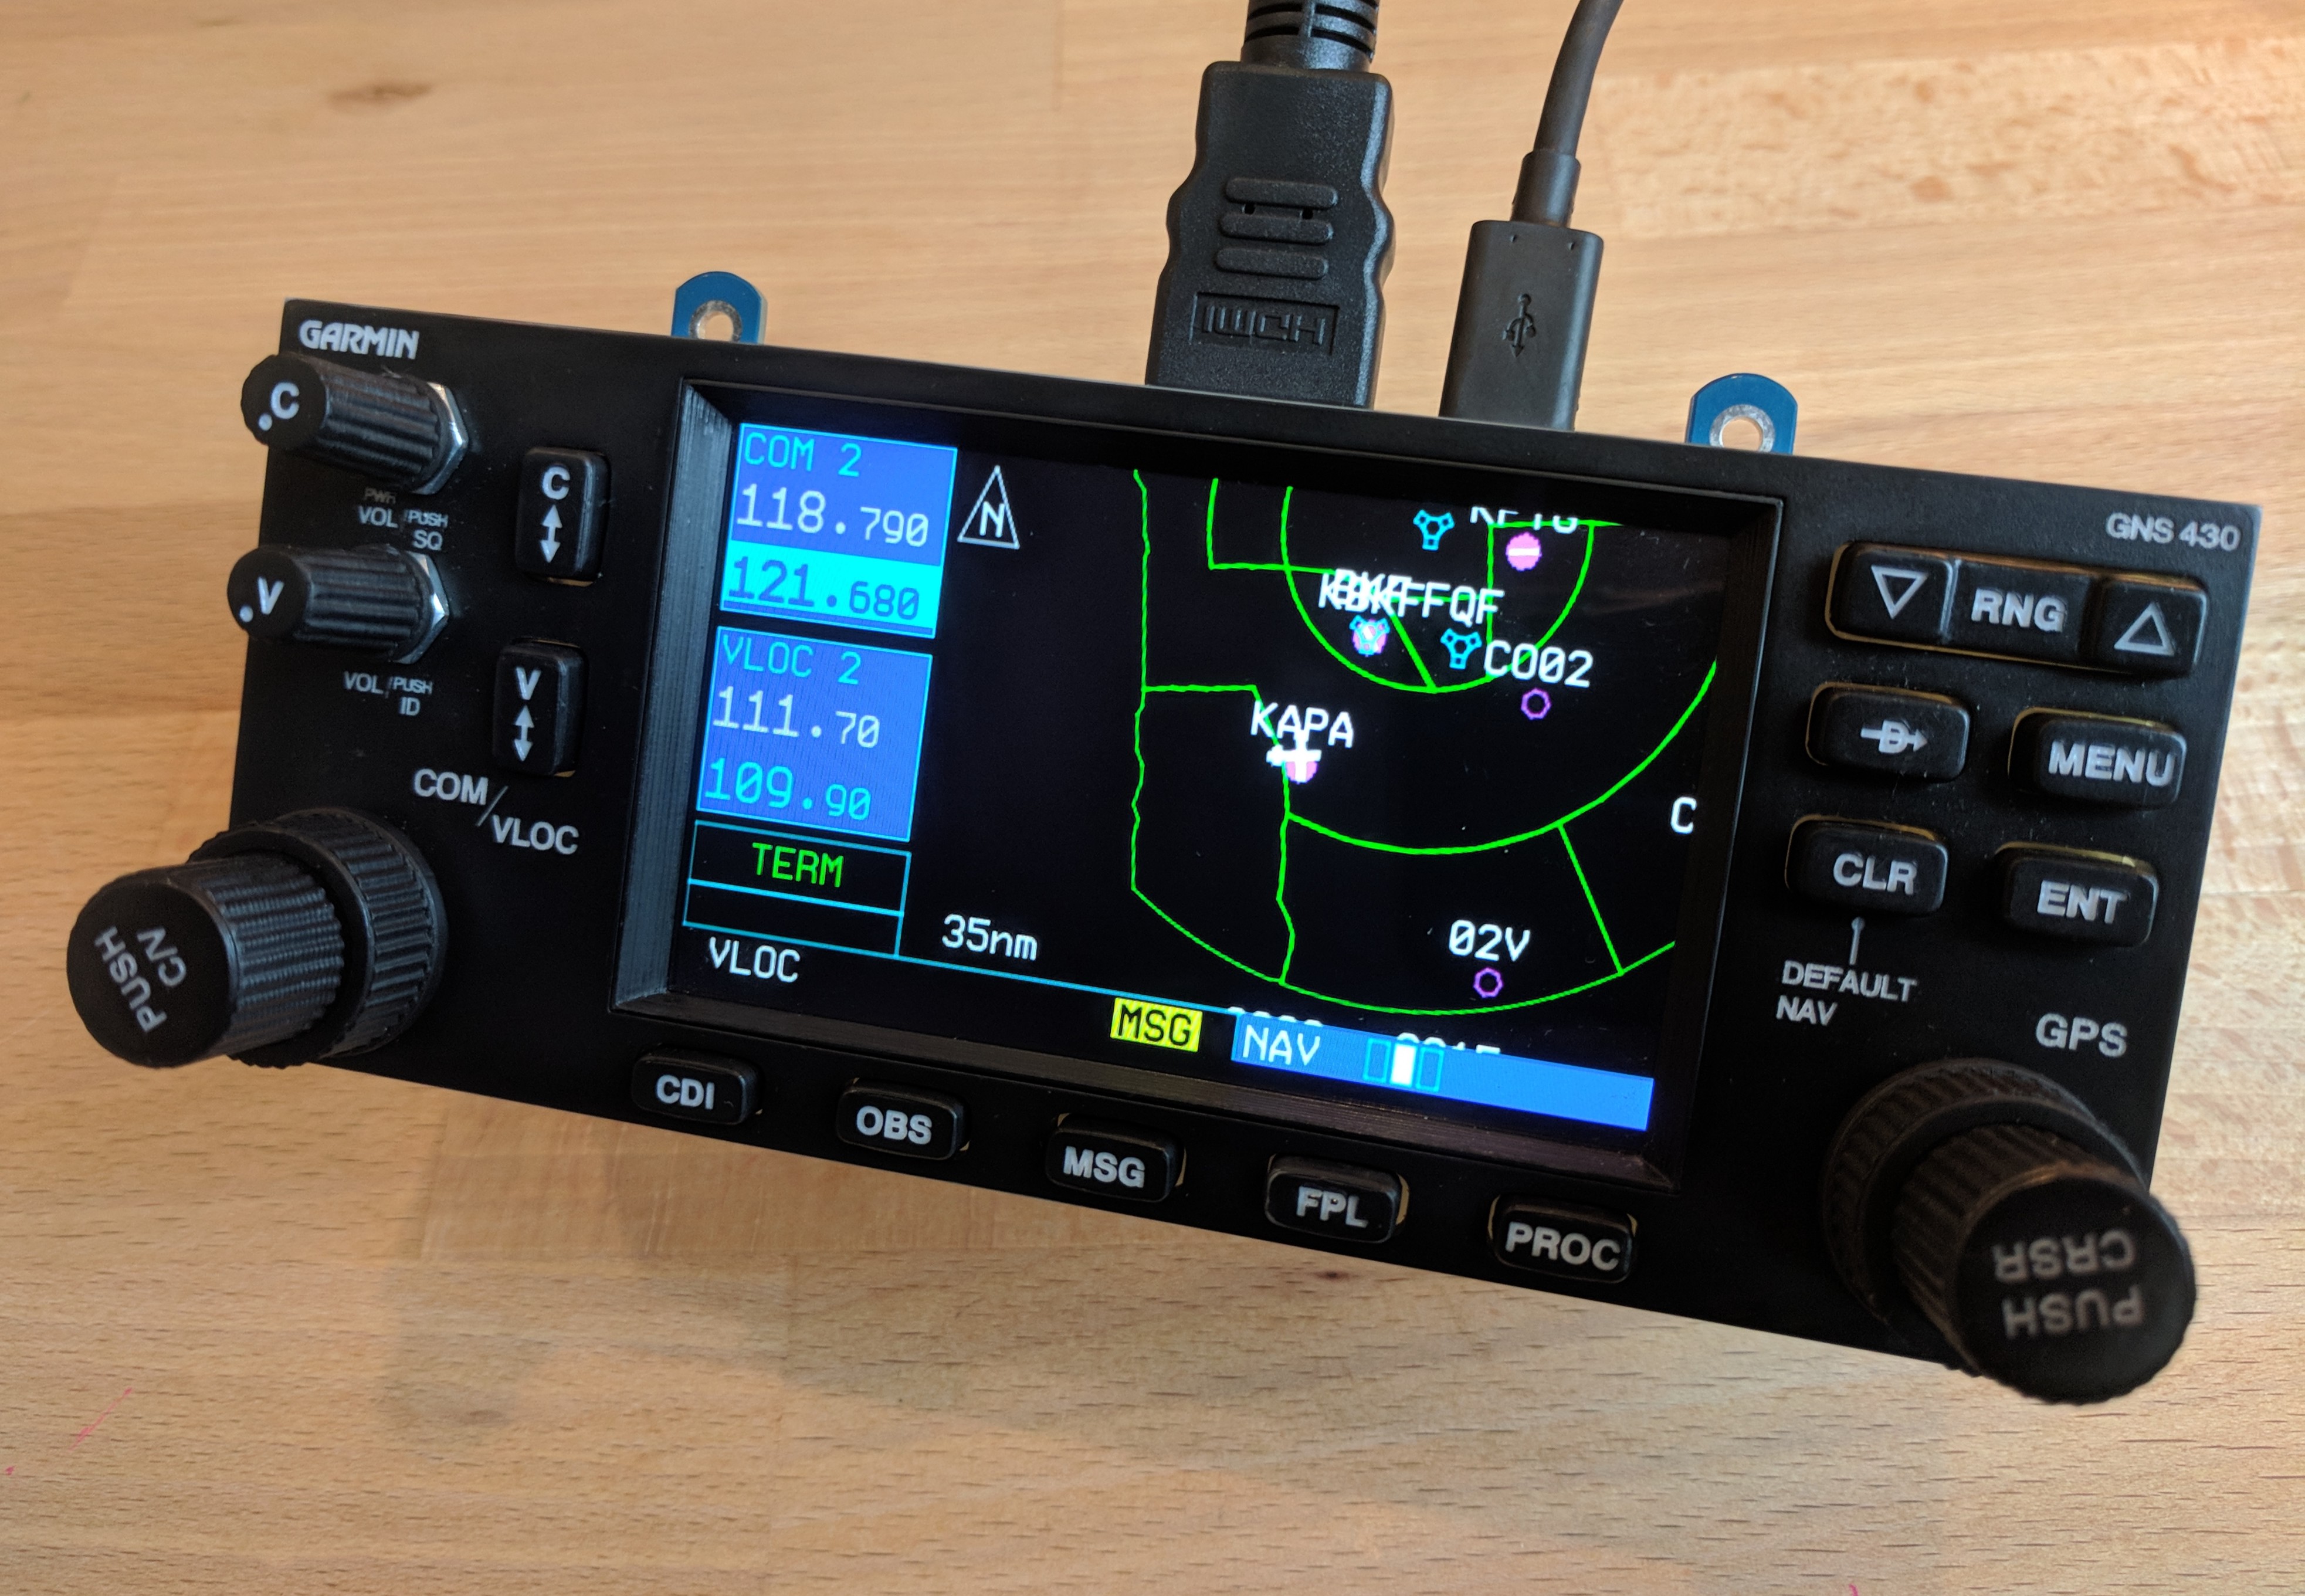 HDMI
GARMIN
GNS 430
.C
PWR
VOL PUSH
SQ
C
.V
VOL PUSH
ID
V
COM/VLOC
PUSH
C/V
COM 2
118.790
121.680
VLOC 2
111.70
109.90
TERM
VLOC
N
35nm
CO02
KAPA
C
02V
MSG
NAV
RNG
D
MENU
CLR
ENT
DEFAULT
NAV
GPS
PUSH
CRSR
CDI
OBS
MSG
FPL
PROC